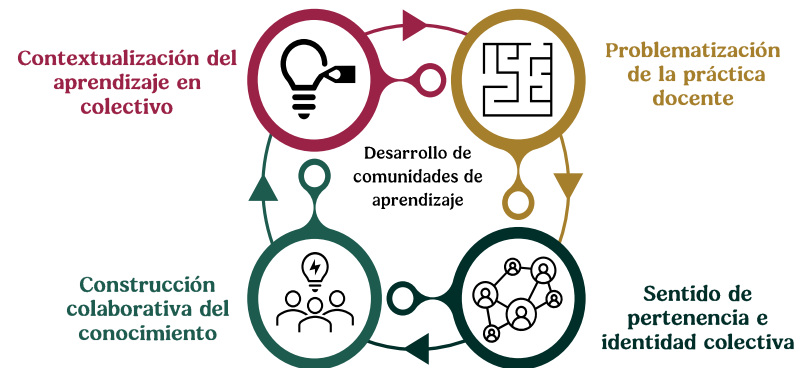 Contextualización del
aprendizaje en
colectivo
Problematización
de la práctica
docente
Desarrollo de
comunidades de
aprendizaje
Construcción
colaborativa del
conocimiento
Sentido de
pertenencia e
identidad colectiva